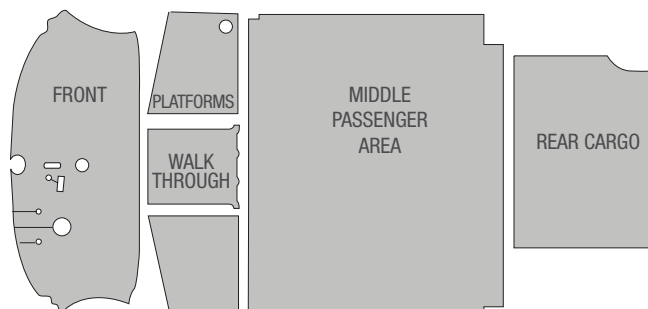 FRONT
PLATFORMS
WALK
THROUGH
MIDDLE
PASSENGER
AREA
REAR CARGO